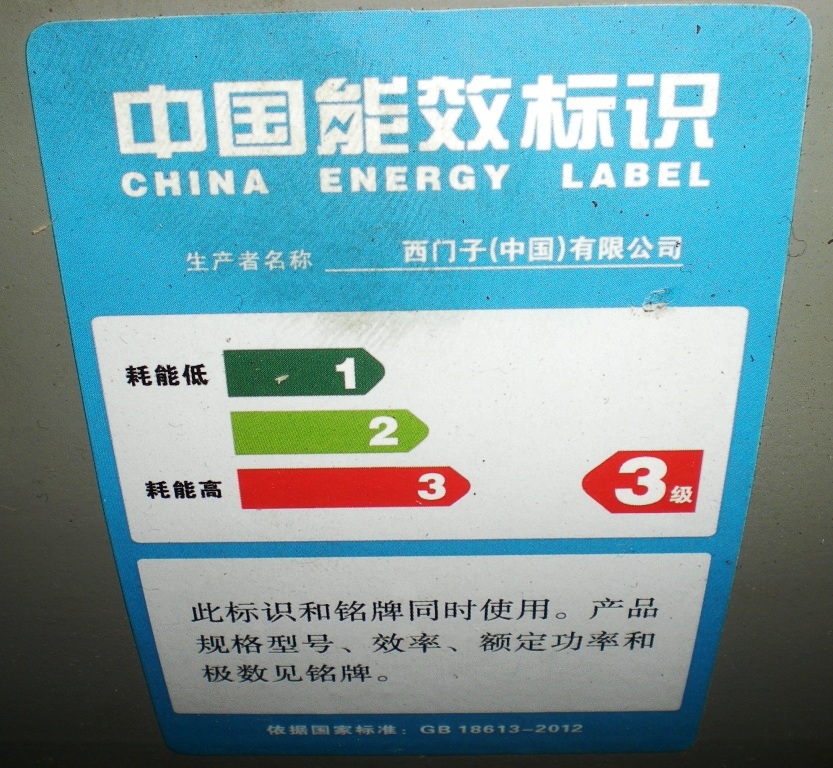 中国能效标识
CHINA ENERGY LABEL
生产者名称 西门子(中国)有限公司
耗能低 1
2
耗能高 3 3级
此标识和铭牌同时使用。产品
规格型号、效率、额定功率和
极数见铭牌。
依据国家标准：GB 18613-2012